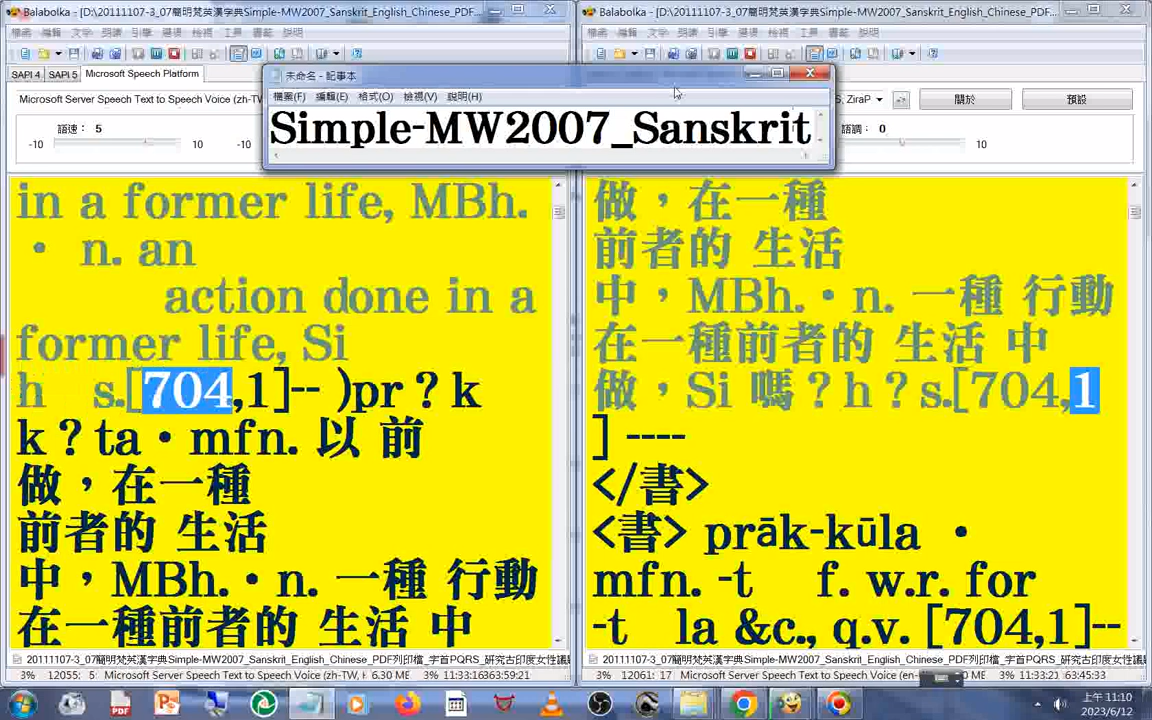 Balabolka - [D:\20111107-3_07簡明梵英漢字典Simple-MW2007_Sanskrit_English_Chinese_PDF...
Balabolka - [D:\20111107-3_07簡明梵英漢字典Simple-MW2007_Sanskrit_English_Chinese_PDF...
SAPI 4 SAPI 5 Microsoft Speech Platform
未命名 - 記事本
檔案(F) 編輯(E) 格式(O) 檢視(V) 說明(H)
Simple-MW2007_Sanskrit
Microsoft Server Speech Text to Speech Voice (zh-TW
SZ, ZiraP
關於
預設
語速： 5
-10 10 -10
語調： 0
10
in a former life, MBh.
• n. an
action done in a
former life, Si
h s.[704,1]-- )pr？k
k？ta • mfn. 以 前
做，在一種
前者的 生活
中，MBh. • n. 一種 行動
在一種前者的 生活 中
做，在一種
前者的 生活
中，MBh. • n. 一種 行動
在一種前者的 生活 中
做，Si 嗎？h？s.[704,1
] ----
</書>
<書> prāk-kūla •
mfn. -t f. w.r. for
-t la &c., q.v. [704,1]--
20111107-3_07簡明梵英漢字典Simple-MW2007_Sanskrit_English_Chinese_PDF列印檔_字首PQRS_研究古印度女性議
20111107-3_07簡明梵英漢字典Simple-MW2007_Sanskrit_English_Chinese_PDF列印檔_字首PQRS_研究古印度女性議
3% 12055: 5: Microsoft Server Speech Text to Speech Voice (zh-TW, H 6.30 ME 3% 11:33:16363:59:21
3% 12061: 17: Microsoft Server Speech Text to Speech Voice
63:45:33
上午 11:10
2023/6/12